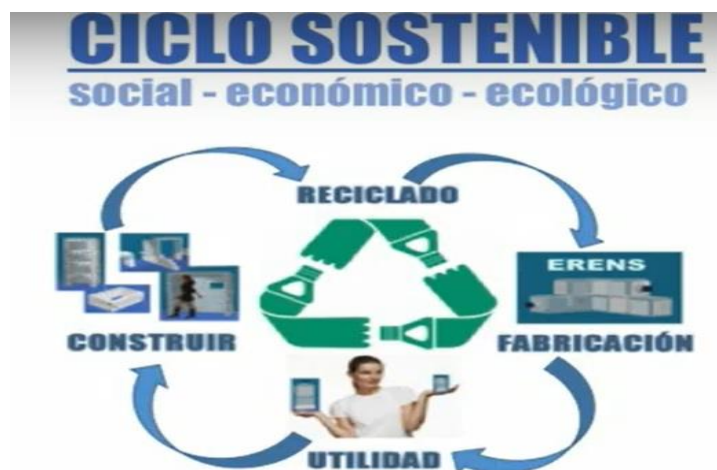 CICLO SOSTENIBLE
social - económico - ecológico
RECICLADO
ERENS
CONSTRUIR
FABRICACIÓN
UTILIDAD